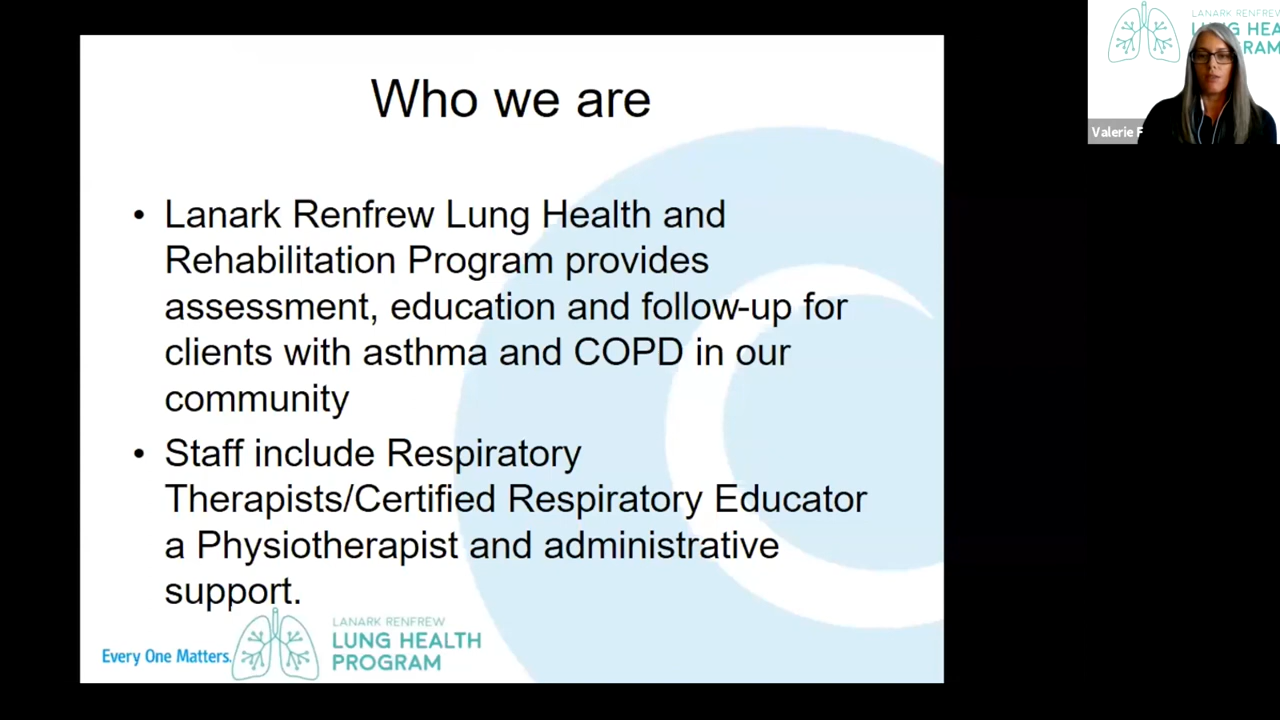 Who we are
• Lanark Renfrew Lung Health and
Rehabilitation Program provides
assessment, education and follow-up for
clients with asthma and COPD in our
community
• Staff include Respiratory
Therapists/Certified Respiratory Educator
a Physiotherapist and administrative
support.
Every One Matters.
LANARK RENFREW
LUNG HEALTH
PROGRAM
LANARK RENFREW
Valerie F